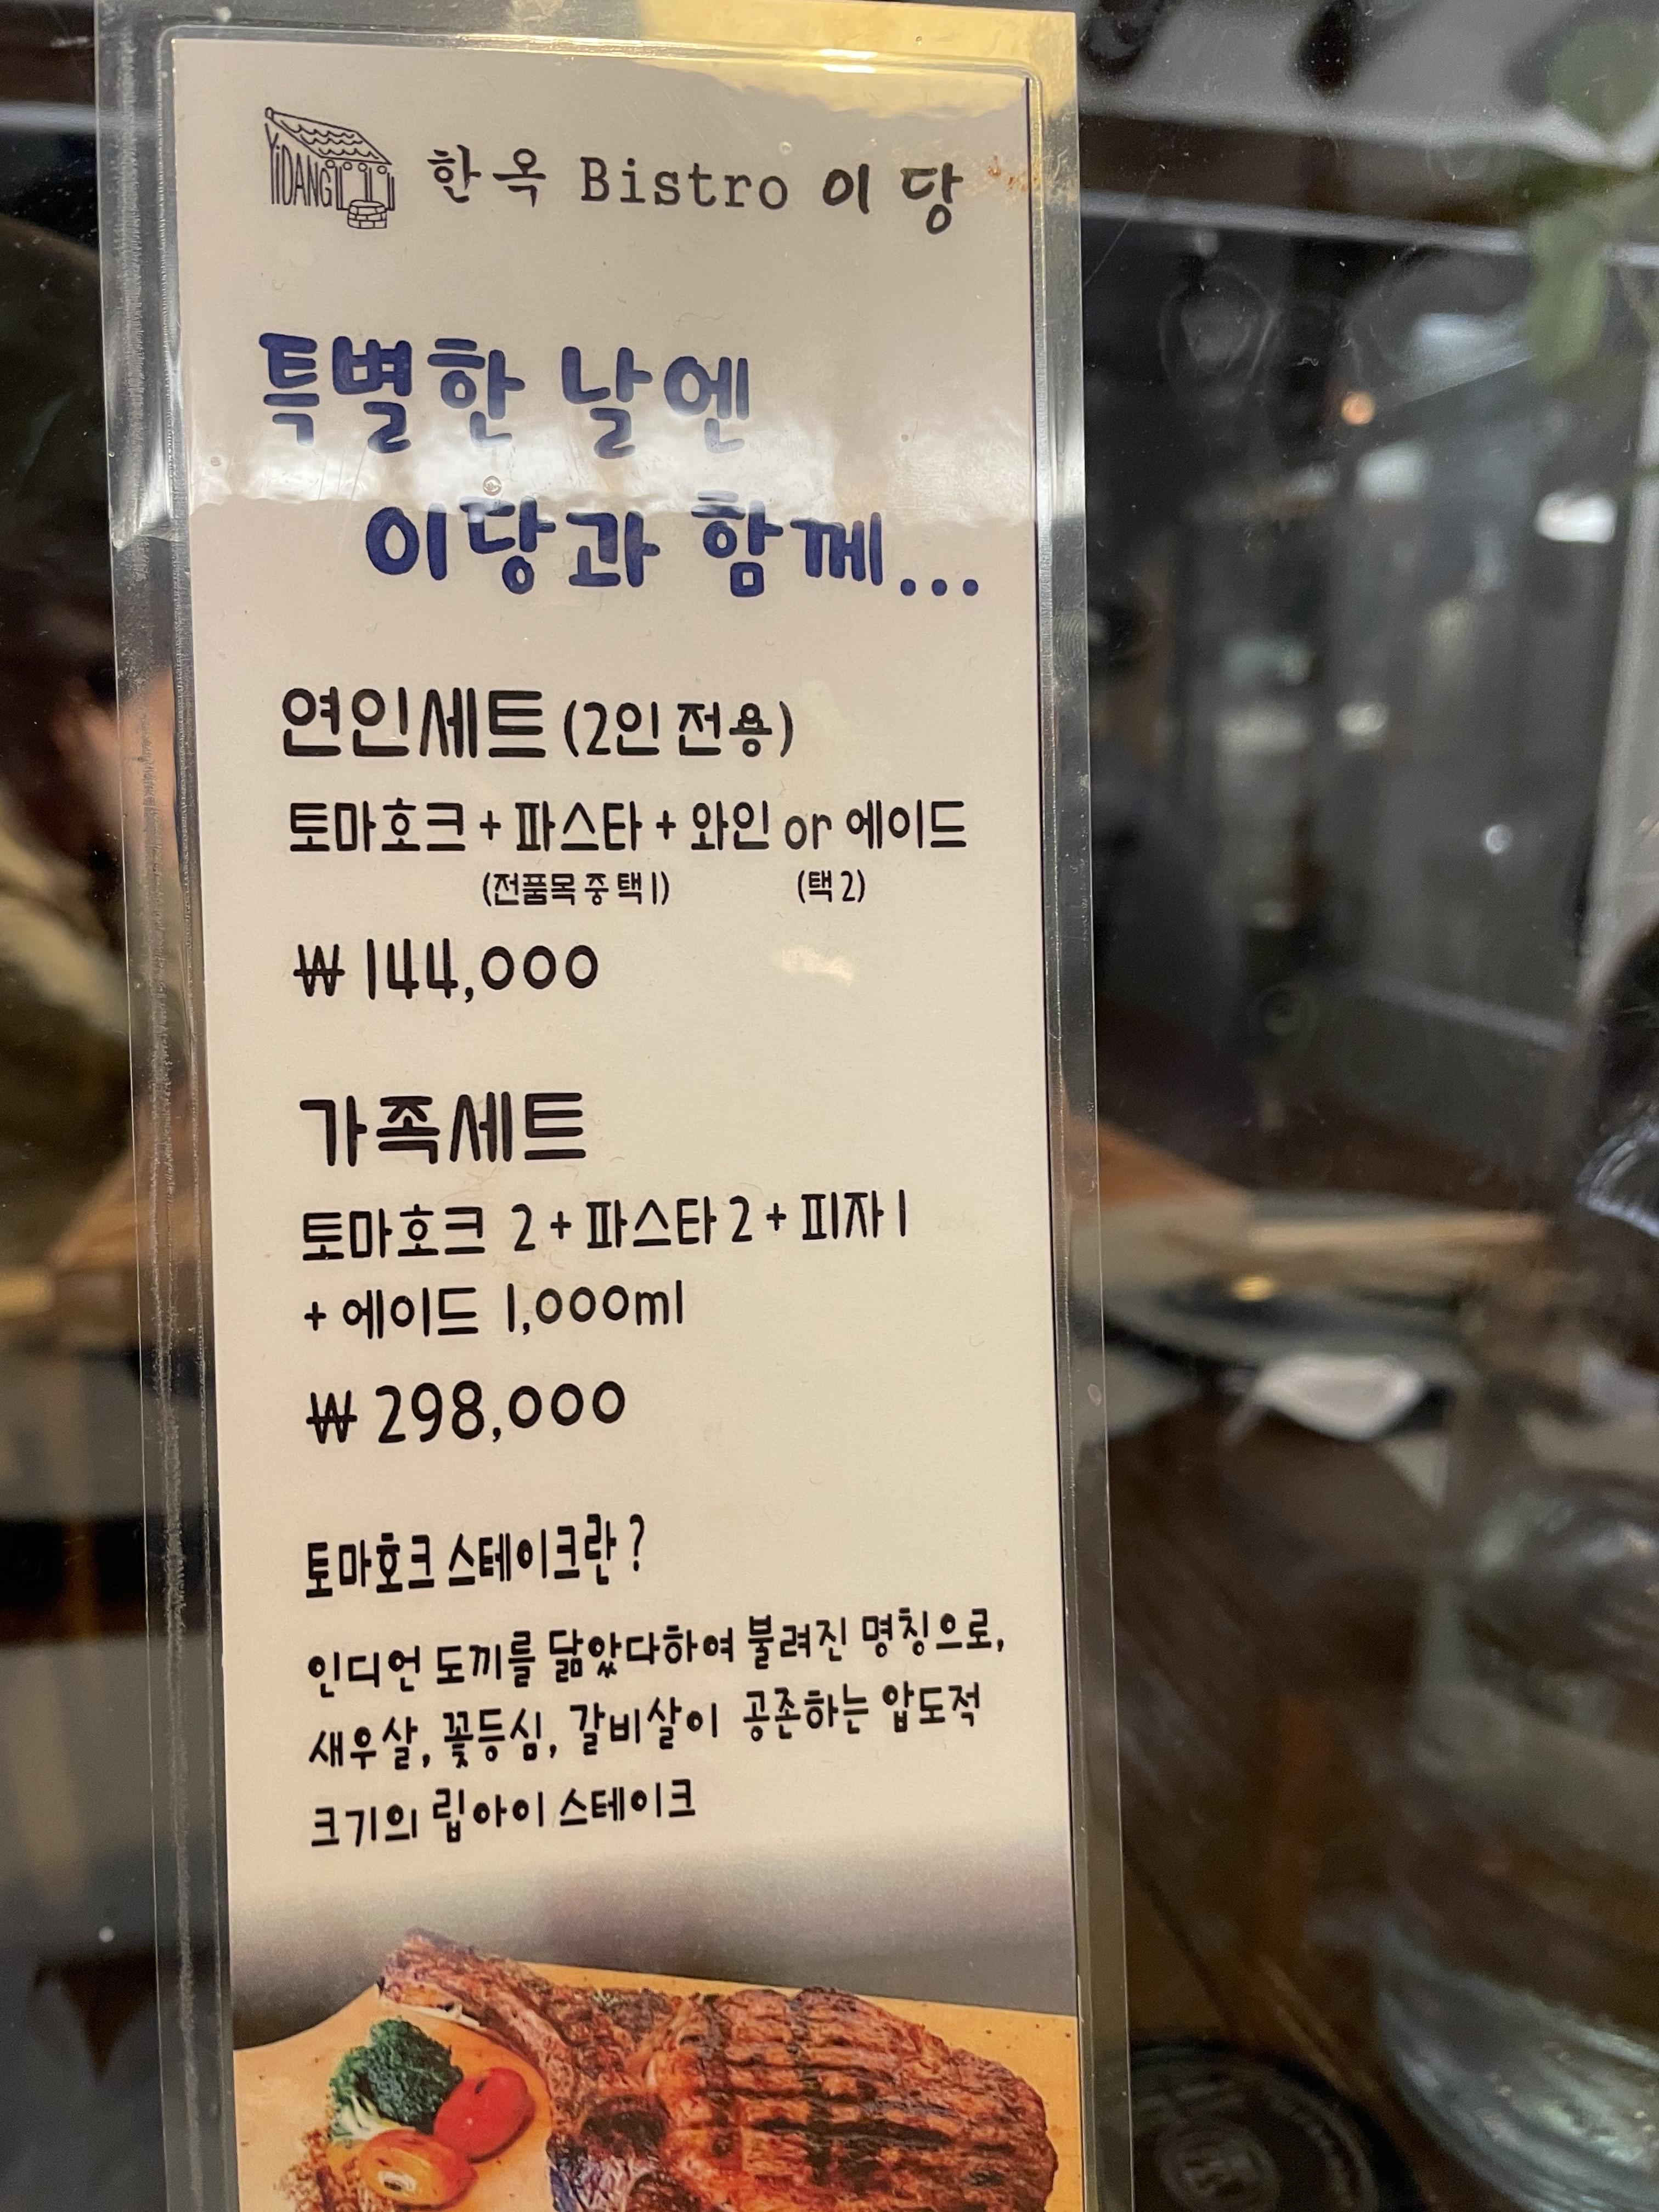 YiDANG
한옥 Bistro 이당
특별한 날엔
이당과 함께...
연인세트 (2인 전용)
토마호크 + 파스타 + 와인 or 에이드
(전품목 중 택1) (택2)
₩ 144,000
가족세트
토마호크 2 + 파스타 2 + 피자 1
+ 에이드 1,000ml
₩ 298,000
토마호크 스테이크란?
인디언 도끼를 닮았다하여 불려진 명칭으로,
새우살, 꽃등심, 갈비살이 공존하는 압도적
크기의 립아이 스테이크